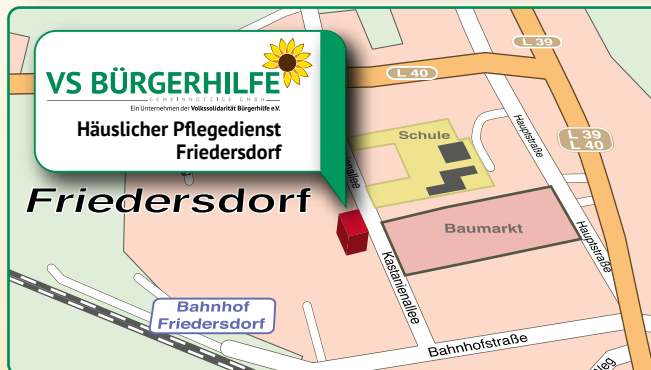 VS BÜRGERHILFE
GEMEINNÜTZIGE GMBH
Ein Unternehmen der Volkssolidarität Bürgerhilfe e.V.
Häuslicher Pflegedienst
Friedersdorf
L 39
L 40
Schule
Hauptstraße
L 39
L 40
Friedersdorf
Baumarkt
Hauptstraße
Kastanienallee
Bahnhof
Friedersdorf
Bahnhofstraße